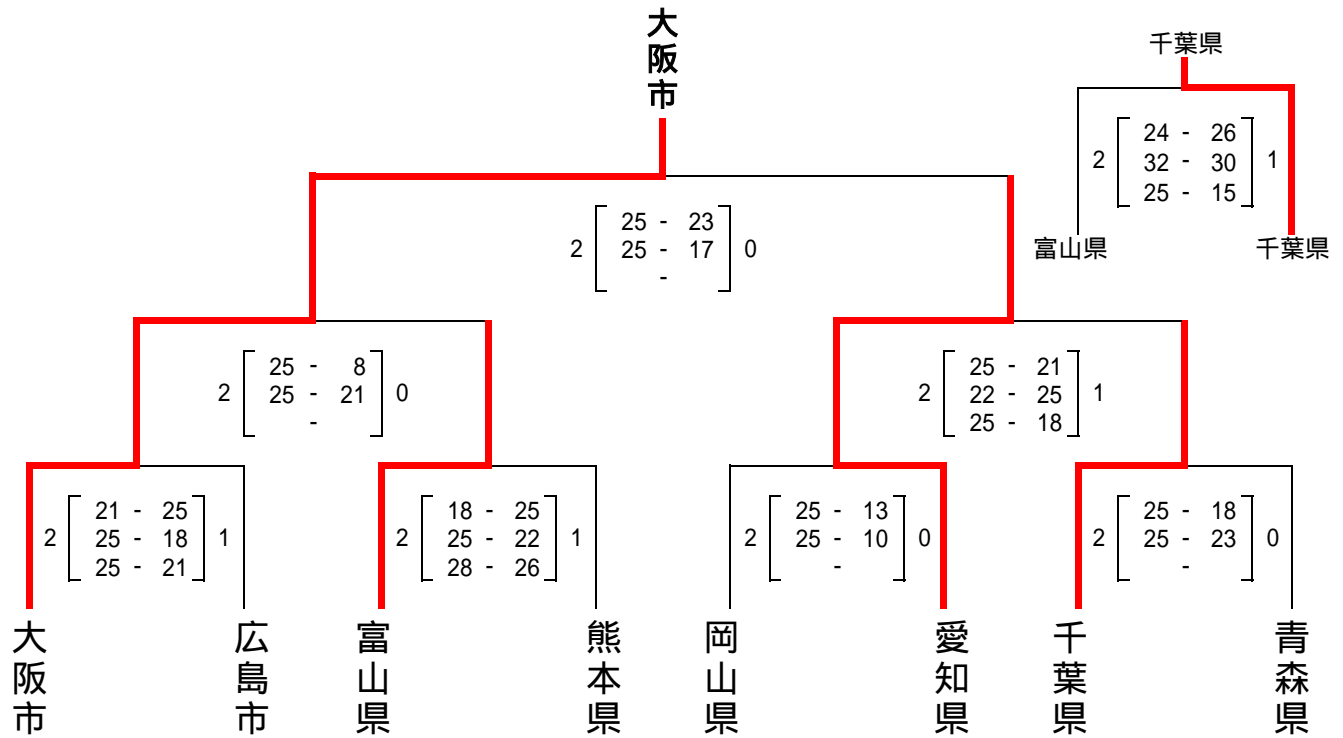 大阪市
千葉県
2 24 - 26 1
32 - 30
25 - 15
富山県 千葉県
2 25 - 23 0
25 - 17
-
2 25 - 8 0
25 - 21
-
2 25 - 21 1
22 - 25
25 - 18
2 21 - 25 1
25 - 18
25 - 21
2 18 - 25 1
25 - 22
28 - 26
2 25 - 13 0
25 - 10
-
2 25 - 18 0
25 - 23
-
大阪市
広島市
富山県
熊本県
岡山県
愛知県
千葉県
青森県